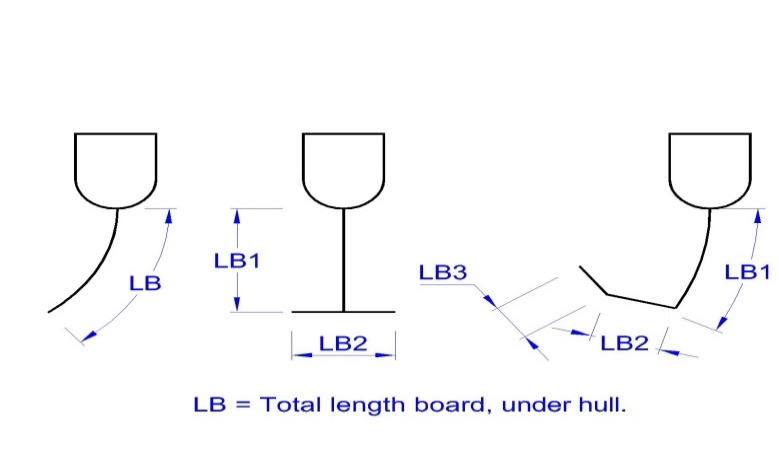 LB
LB1
LB2
LB3
LB2
LB1
LB = Total length board, under hull.